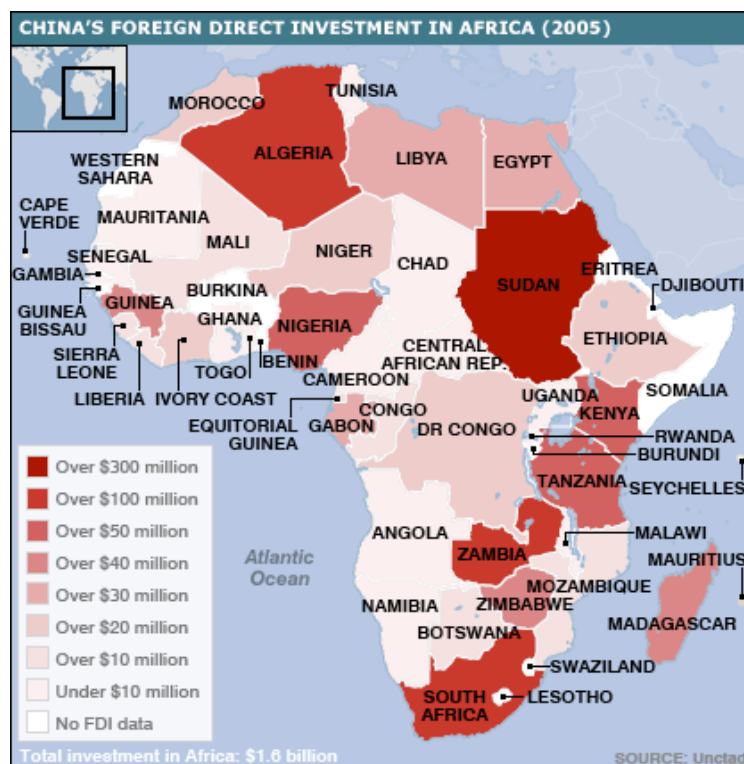 CHINA'S FOREIGN DIRECT INVESTMENT IN AFRICA (2005)
TUNISIA
MOROCCO
ALGERIA
LIBYA
EGYPT
WESTERN
SAHARA
CAPE
VERDE
MAURITANIA
MALI
NIGER
CHAD
SUDAN
ERITREA
DJIBOUTI
SENEGAL
GAMBIA
GUINEA
BISSAU
GUINEA
BURKINA
GHANA
NIGERIA
SIERRA
LEONE
LIBERIA
IVORY COAST
TOGO
BENIN
CENTRAL
AFRICAN REP.
CAMEROON
ETHIOPIA
SOMALIA
UGANDA
KENYA
EQUITORIAL
GUINEA
GABON
CONGO
DR CONGO
RWANDA
BURUNDI
TANZANIA
SEYCHELLES
ANGOLA
ZAMBIA
MALAWI
MAURITIUS
MOZAMBIQUE
ZIMBABWE
MADAGASCAR
NAMIBIA
BOTSWANA
SWAZILAND
SOUTH
AFRICA
LESOTHO
Atlantic
Ocean
Over $300 million
Over $100 million
Over $50 million
Over $40 million
Over $30 million
Over $20 million
Over $10 million
Under $10 million
No FDI data
Total investment in Africa: $1.6 billion
SOURCE: Unctad